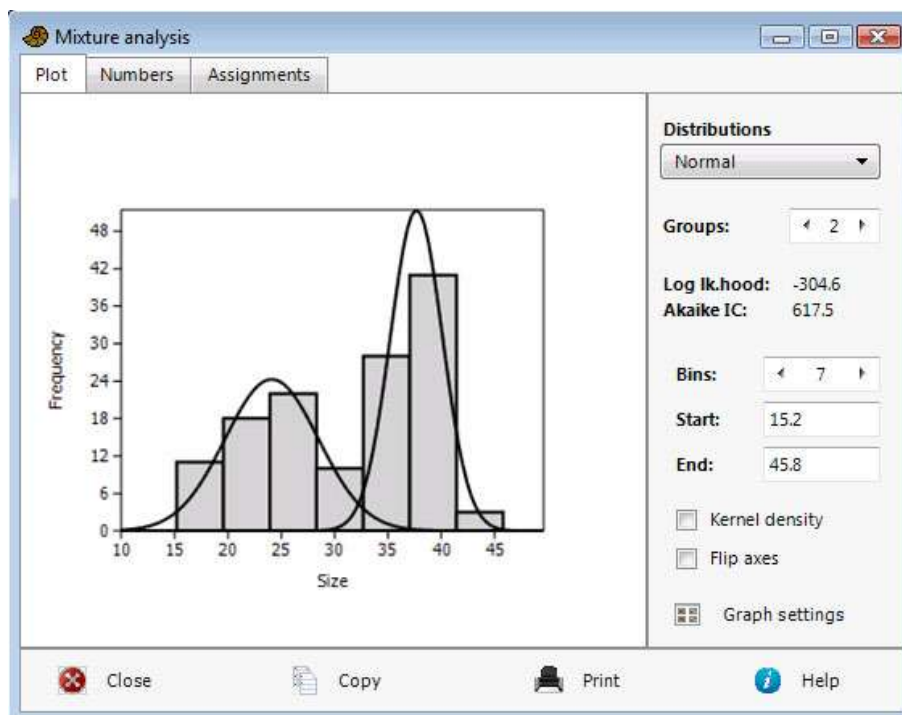 Mixture analysis
Plot Numbers Assignments
Distributions
Normal
Groups: 2
Log lk.hood: -304.6
Akaike IC: 617.5
Bins: 7
Start: 15.2
End: 45.8
Kernel density
Flip axes
Graph settings
48
42
36
30
24
18
12
6
0
Frequency
10 15 20 25 30 35 40 45
Size
Close Copy Print Help